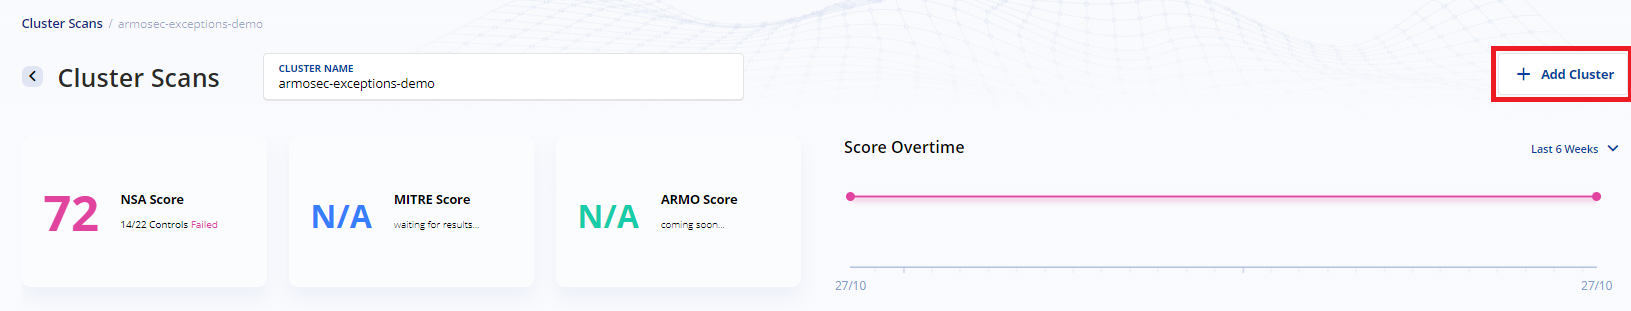 Cluster Scans / armosec-exceptions-demo
Cluster Scans
CLUSTER NAME
armosec-exceptions-demo
+ Add Cluster
72
NSA Score
14/22 Controls Failed
N/A
MITRE Score
waiting for results...
N/A
ARMO Score
coming soon...
Score Overtime
Last 6 Weeks
27/10
27/10